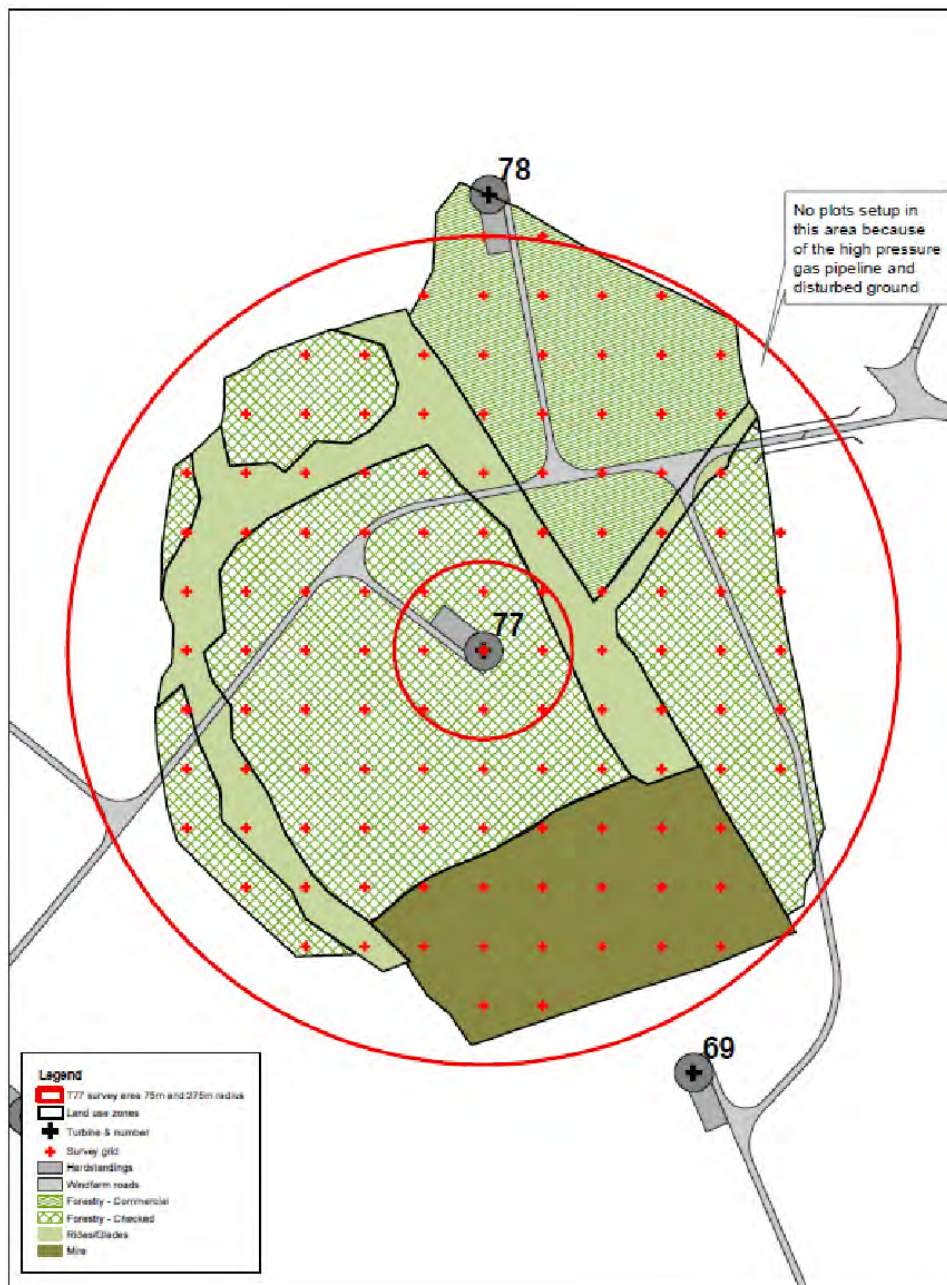 78
No plots setup in
this area because
of the high pressure
gas pipeline and
disturbed ground
77
69
Legend
T77 survey area 75m and 275m radius
Land use zones
Turbine & number
Survey grid
Hardstandings
Windfarm roads
Forestry - Commercial
Forestry - Checked
Rides/Glades
Mire